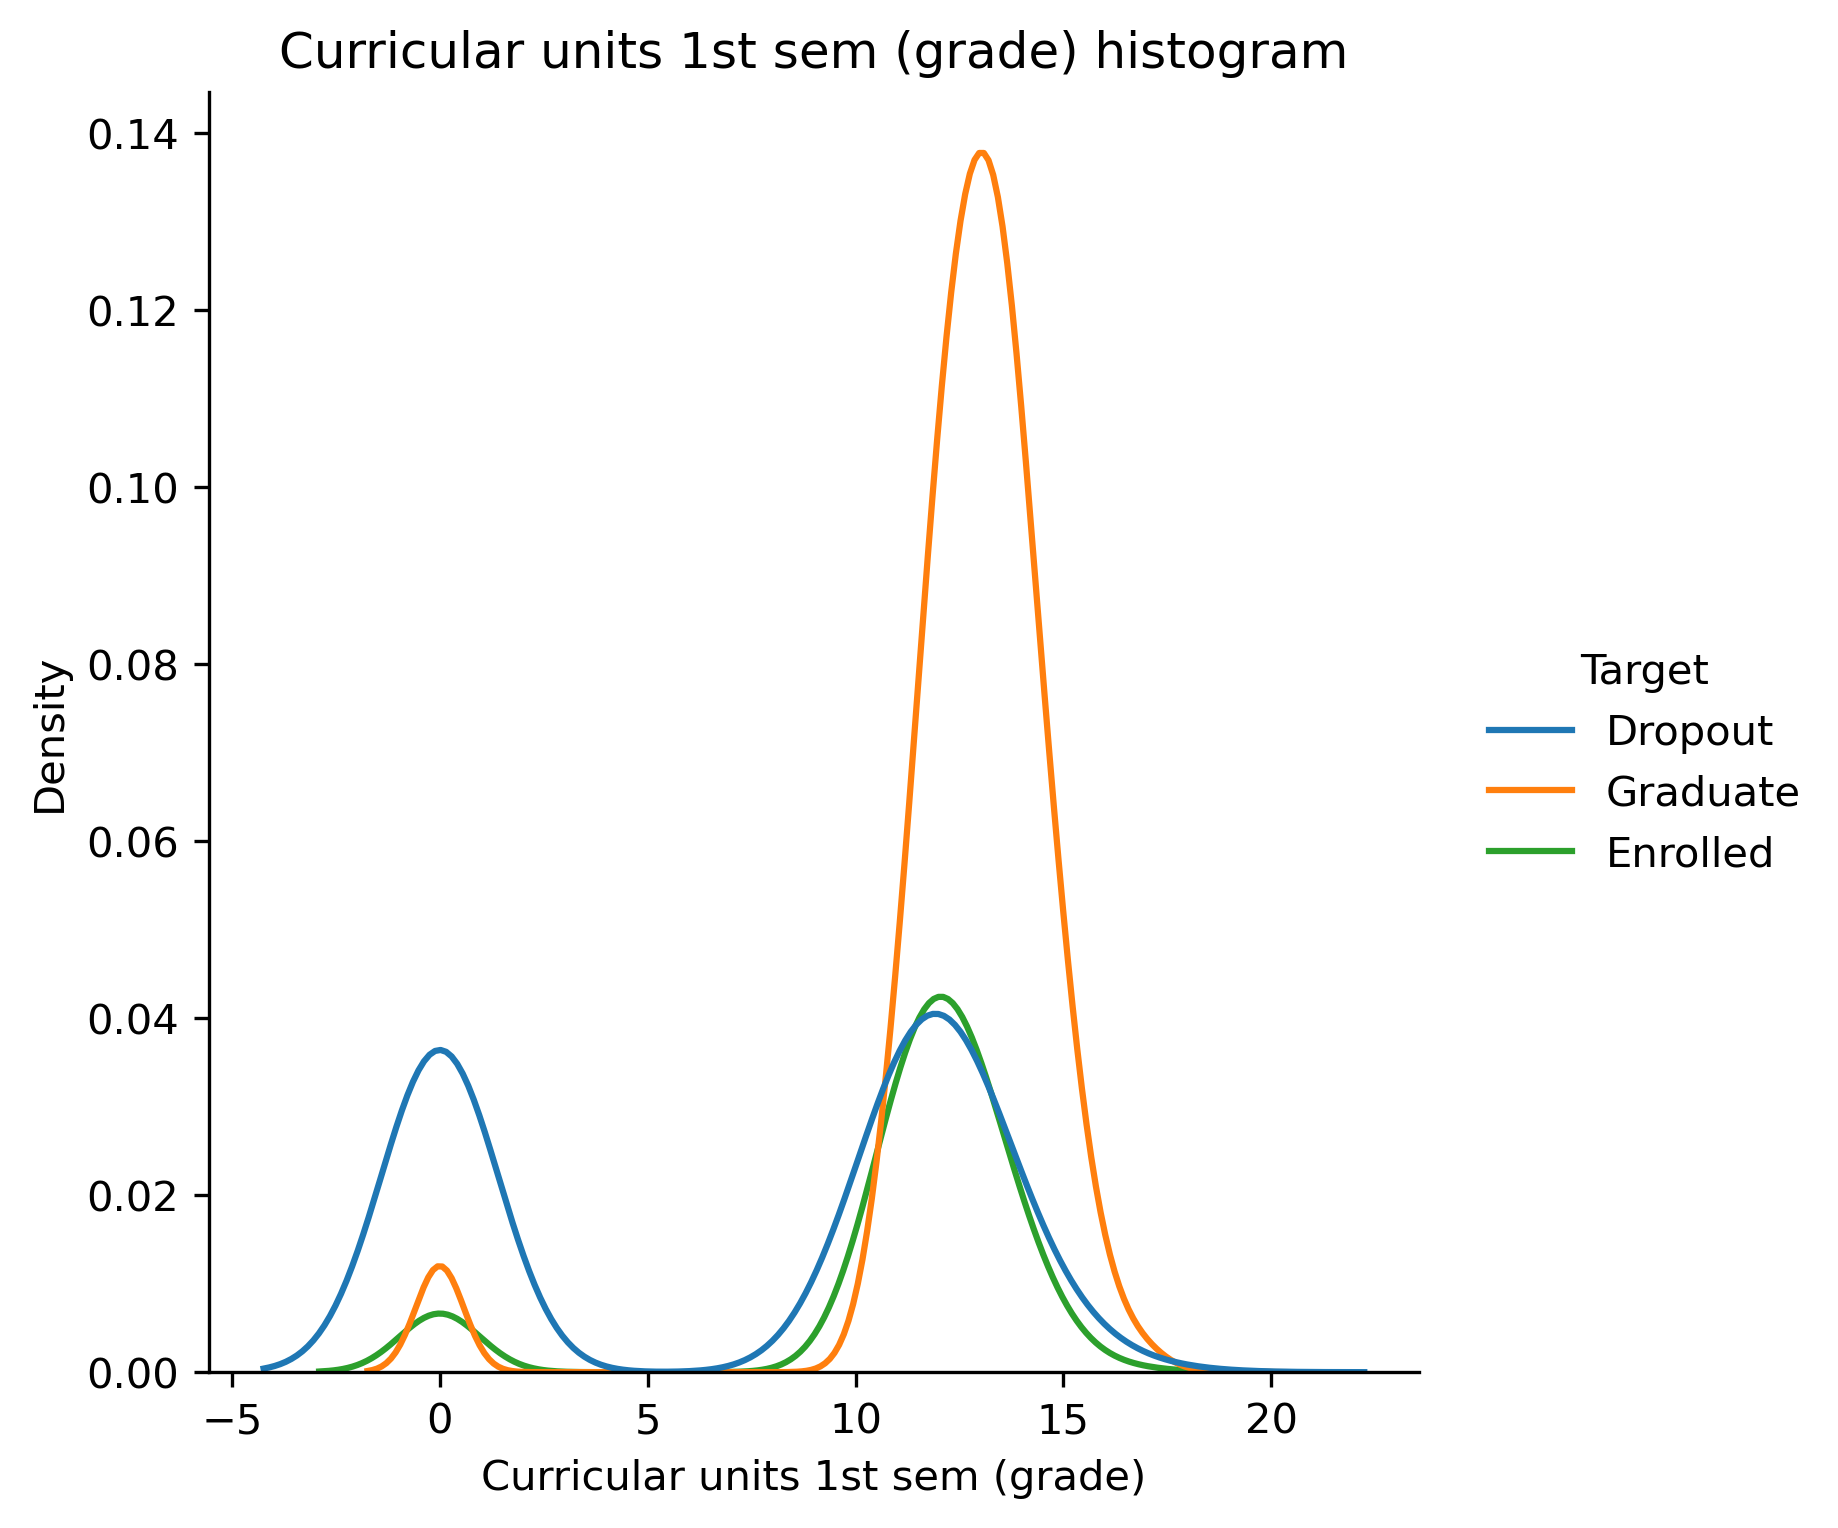 Curricular units 1st sem (grade) histogram
0.14
0.12
0.10
0.08
0.06
0.04
0.02
0.00
Density
−5 0 5 10 15 20
Curricular units 1st sem (grade)
Target
Dropout
Graduate
Enrolled